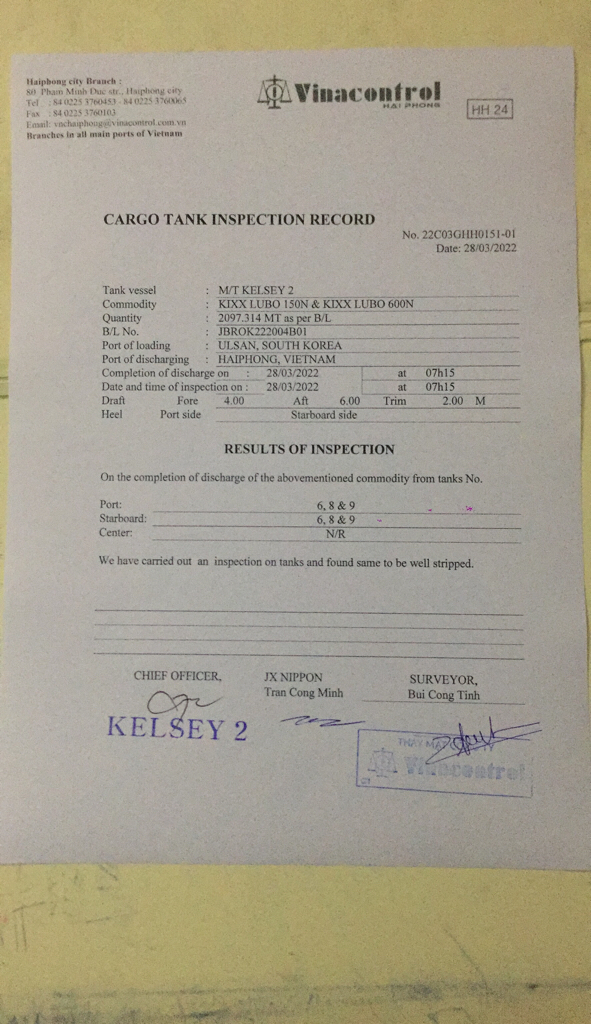 Haiphong city Branch :
80 Pham Minh Duc str., Haiphong city
Tel : 84 0225 3760453 - 84 0225 3760065
Fax : 84 0225 3760103
Email: vnchaiphong@vinacontrol.com.vn
Branches in all main ports of Vietnam
Vinacontrol
HAI PHONG
HH 24
CARGO TANK INSPECTION RECORD
No. 22C03GHH0151-01
Date: 28/03/2022
Tank vessel : M/T KELSEY 2
Commodity : KIXX LUBO 150N & KIXX LUBO 600N
Quantity : 2097.314 MT as per B/L
B/L No. : JBROK222004B01
Port of loading : ULSAN, SOUTH KOREA
Port of discharging : HAIPHONG, VIETNAM
Completion of discharge on : 28/03/2022 at 07h15
Date and time of inspection on : 28/03/2022 at 07h15
Draft Fore 4.00 Aft 6.00 Trim 2.00 M
Heel Port side Starboard side
RESULTS OF INSPECTION
On the completion of discharge of the abovementioned commodity from tanks No.
Port: 6, 8 & 9
Starboard: 6, 8 & 9
Center: N/R
We have carried out an inspection on tanks and found same to be well stripped.
CHIEF OFFICER, JX NIPPON SURVEYOR,
Tran Cong Minh Bui Cong Tinh
KELSEY 2
THAY MẶT
Vinacontrol